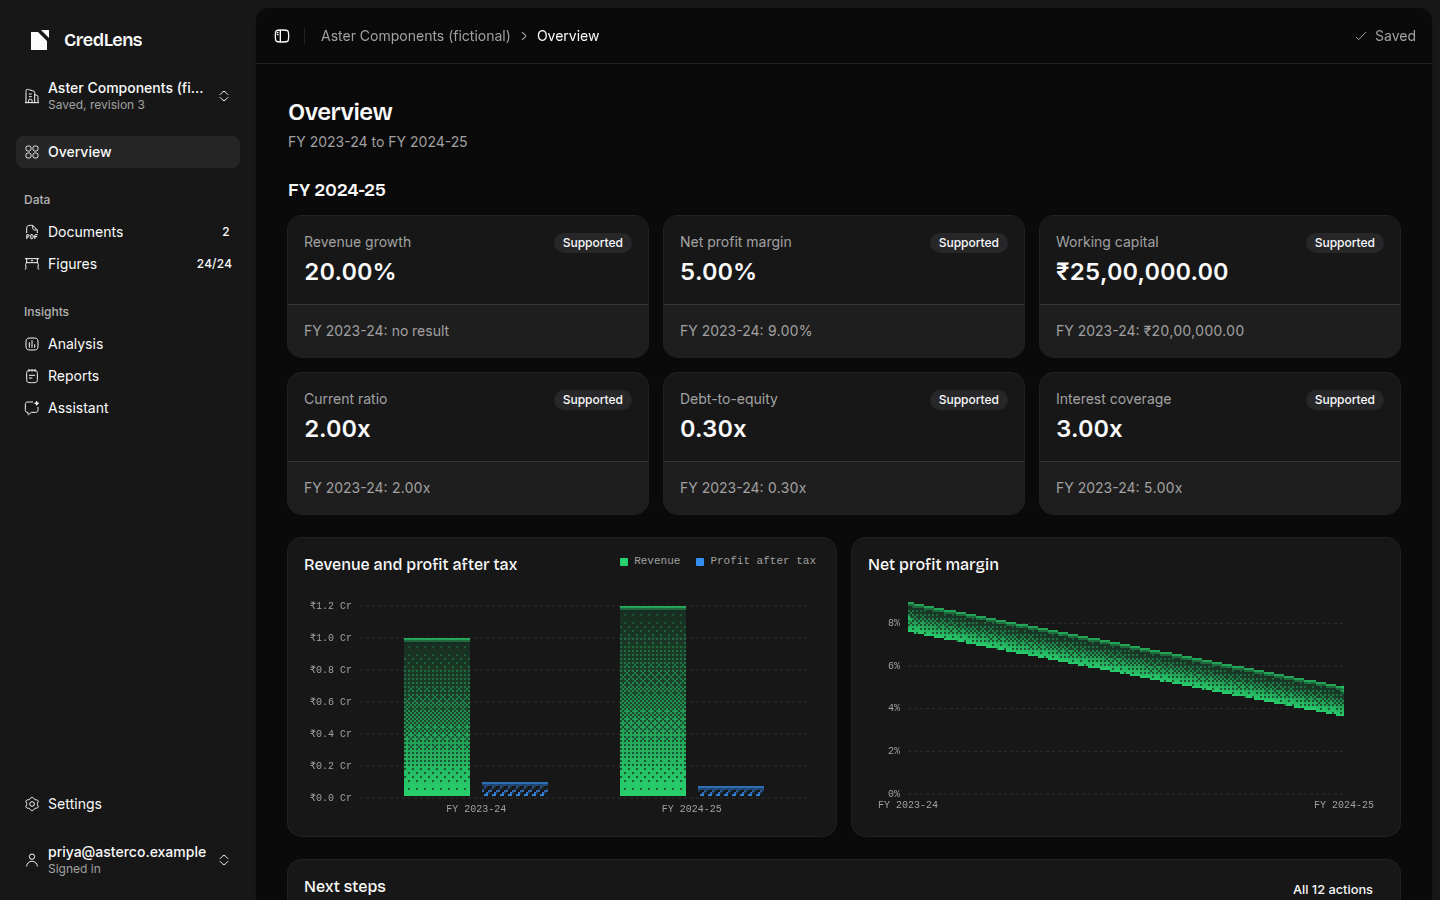 CredLens
Aster Components (fi...
Saved, revision 3
Overview
Data
Documents 2
Figures 24/24
Insights
Analysis
Reports
Assistant
Settings
priya@asterco.example
Signed in
Aster Components (fictional) > Overview
Saved
Overview
FY 2023-24 to FY 2024-25
FY 2024-25
Revenue growth Supported
20.00%
FY 2023-24: no result
Net profit margin Supported
5.00%
FY 2023-24: 9.00%
Working capital Supported
₹25,00,000.00
FY 2023-24: ₹20,00,000.00
Current ratio Supported
2.00x
FY 2023-24: 2.00x
Debt-to-equity Supported
0.30x
FY 2023-24: 0.30x
Interest coverage Supported
3.00x
FY 2023-24: 5.00x
Revenue and profit after tax
Revenue Profit after tax
₹1.2 Cr
₹1.0 Cr
₹0.8 Cr
₹0.6 Cr
₹0.4 Cr
₹0.2 Cr
₹0.0 Cr
FY 2023-24 FY 2024-25
Net profit margin
8%
6%
4%
2%
0%
FY 2023-24 FY 2024-25
Next steps All 12 actions